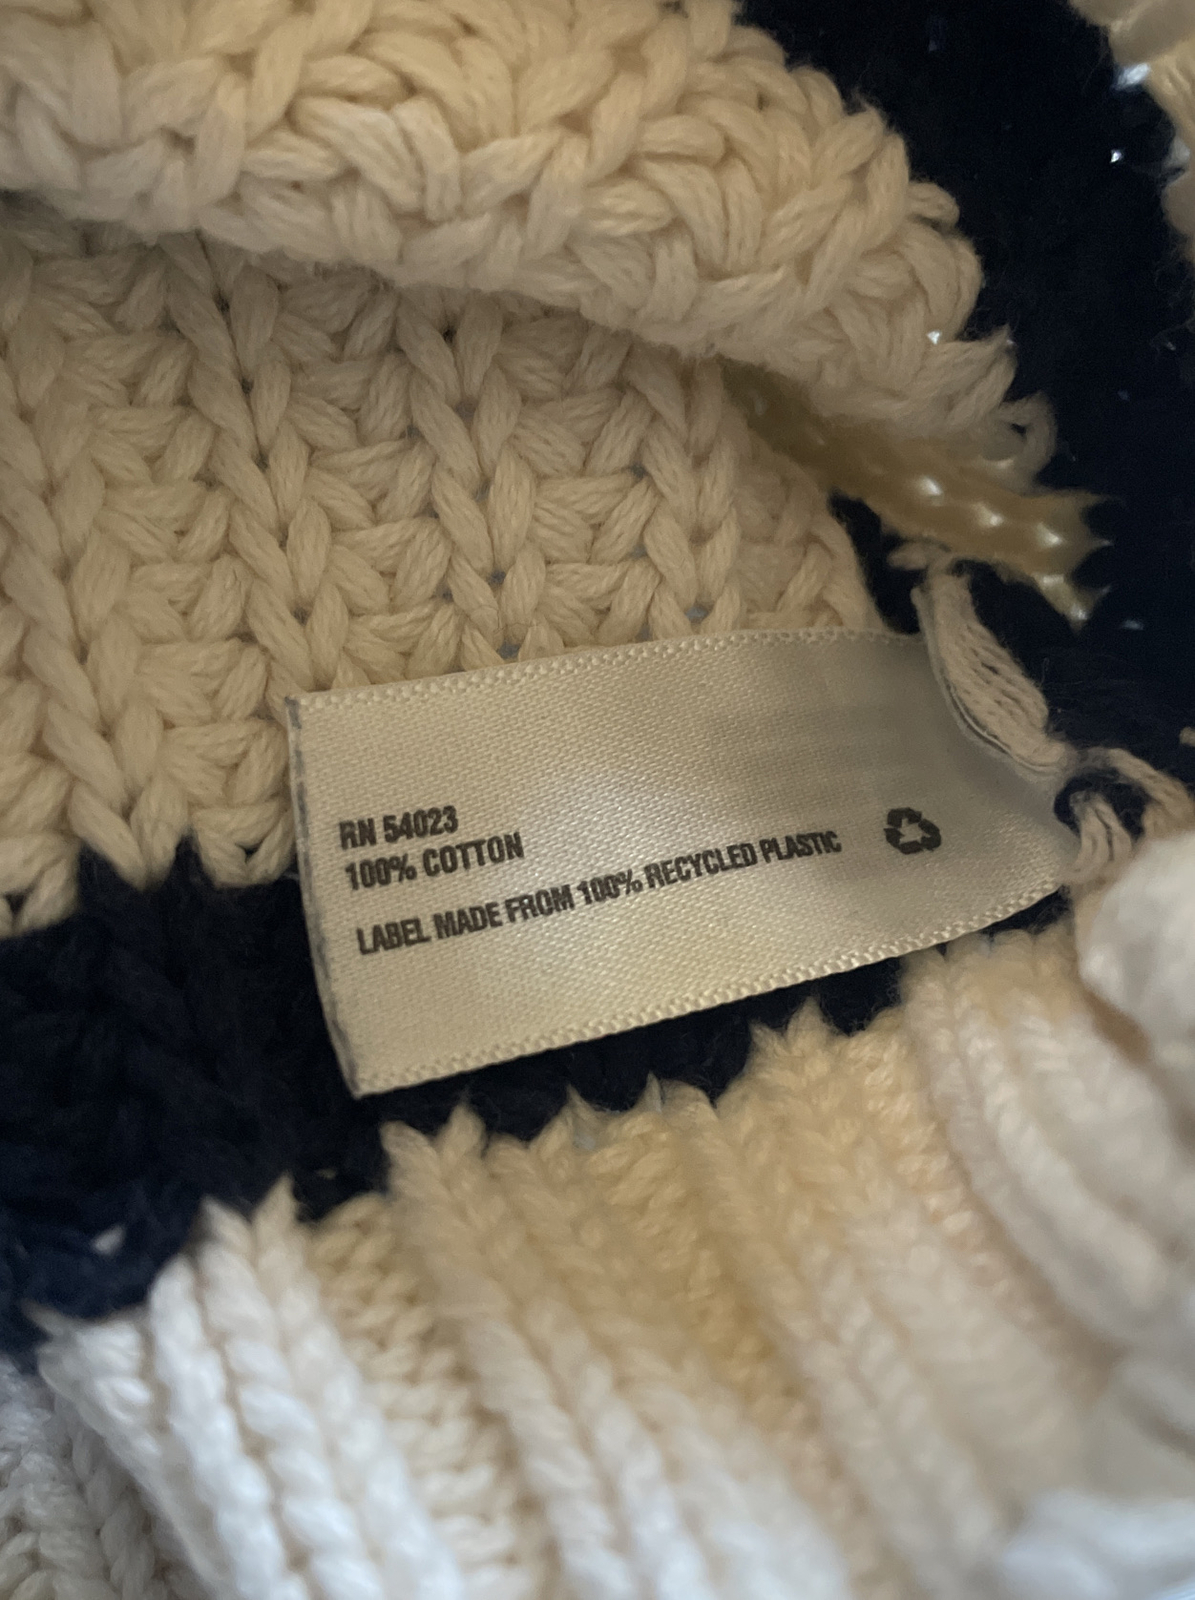 RN 54023
100% COTTON
LABEL MADE FROM 100% RECYCLED PLASTIC